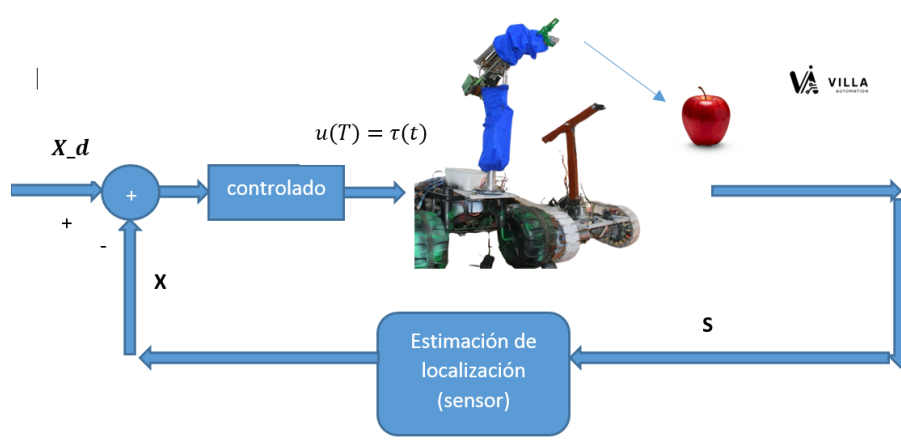 VILLA
AUTOMATION
u(T) = τ(t)
X_d
controlado
+
+
-
X
S
Estimación de
localización
(sensor)